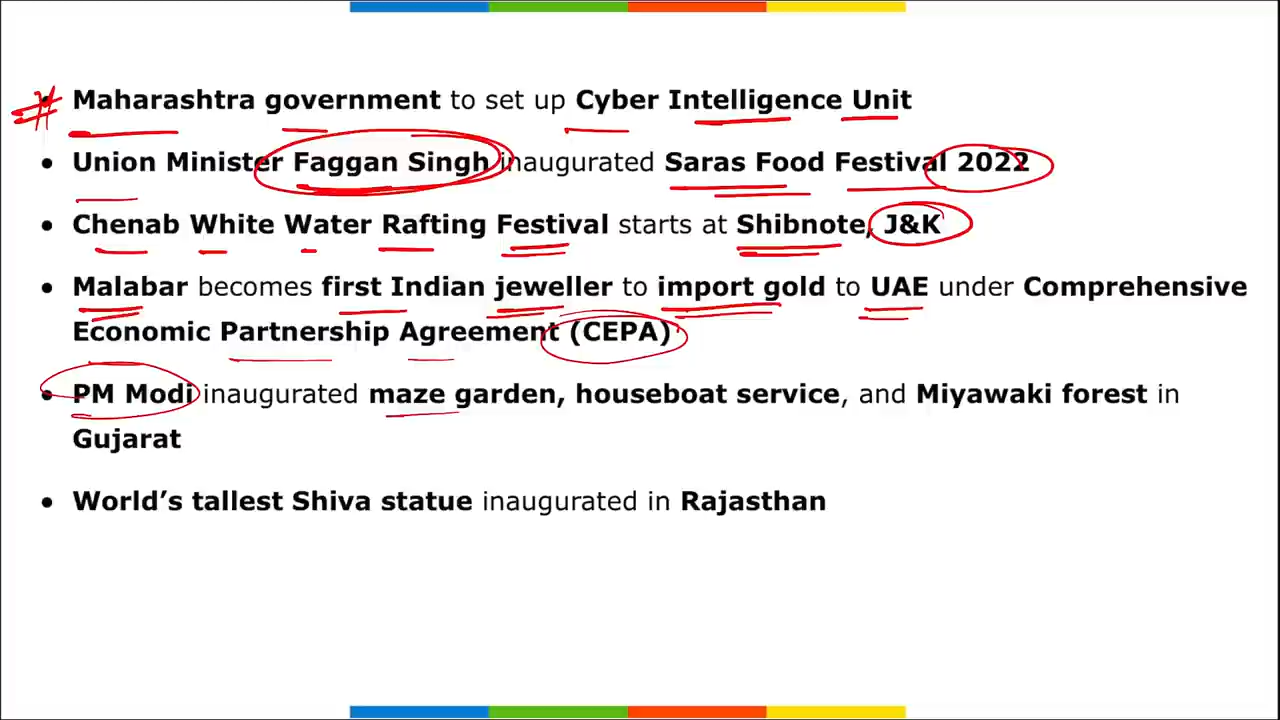 • Maharashtra government to set up Cyber Intelligence Unit
• Union Minister Faggan Singh inaugurated Saras Food Festival 2022
• Chenab White Water Rafting Festival starts at Shibnote, J&K
• Malabar becomes first Indian jeweller to import gold to UAE under Comprehensive
Economic Partnership Agreement (CEPA)
• PM Modi inaugurated maze garden, houseboat service, and Miyawaki forest in
Gujarat
• World’s tallest Shiva statue inaugurated in Rajasthan